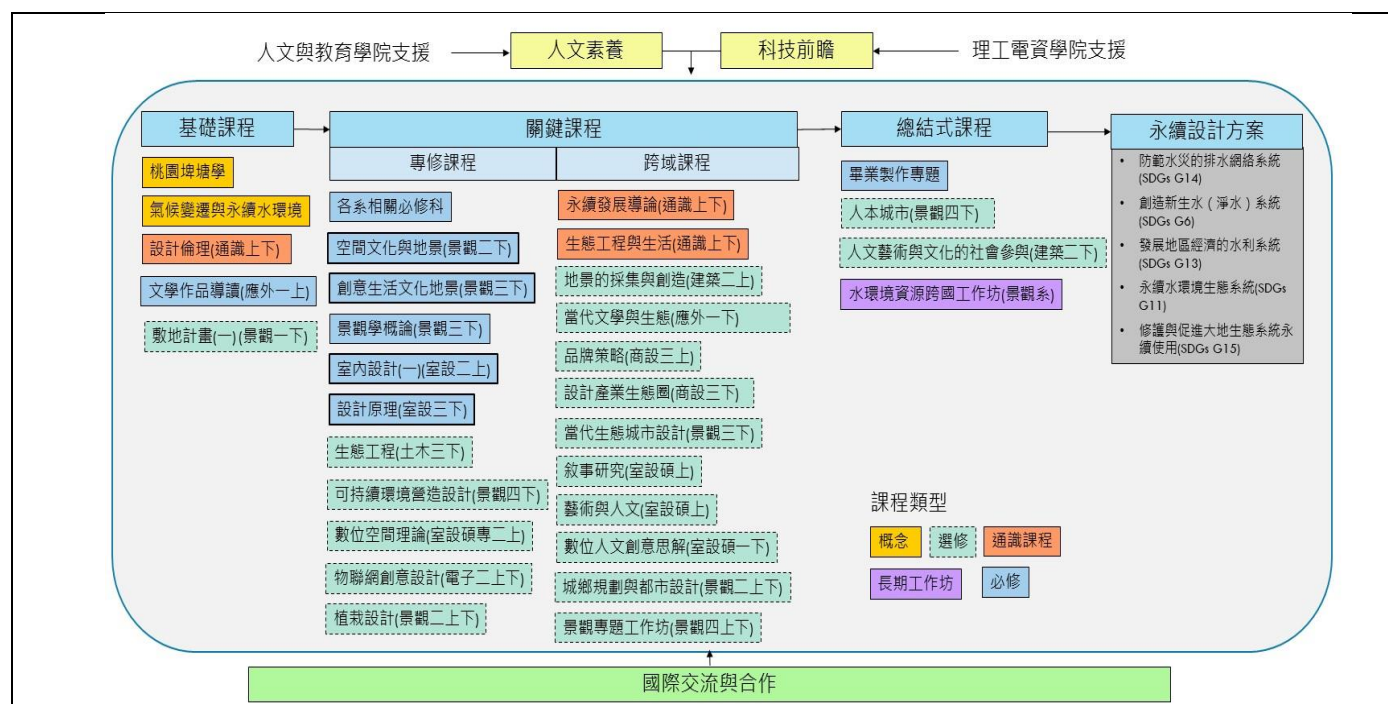 人文與教育學院支援
人文素養
科技前瞻
理工電資學院支援
基礎課程
桃園埤塘學
氣候變遷與永續水環境
設計倫理(通識上下)
文學作品導讀(應外一上)
敷地計畫(一)(景觀一下)
關鍵課程
專修課程
各系相關必修科
空間文化與地景(景觀二下)
創意生活文化地景(景觀三下)
景觀學概論(景觀三下)
室內設計(一)(室設二上)
設計原理(室設三下)
生態工程(土木三下)
可持續環境營造設計(景觀四下)
數位空間理論(室設碩專二上)
物聯網創意設計(電子二上下)
植栽設計(景觀二上下)
跨域課程
永續發展導論(通識上下)
生態工程與生活(通識上下)
地景的採集與創造(建築二上)
當代文學與生態(應外一下)
品牌策略(商設三上)
設計產業生態圈(商設三下)
當代生態城市設計(景觀三下)
敘事研究(室設碩上)
藝術與人文(室設碩上)
數位人文創意思解(室設碩一下)
城鄉規劃與都市設計(景觀二上下)
景觀專題工作坊(景觀四上下)
總結式課程
畢業製作專題
人本城市(景觀四下)
人文藝術與文化的社會參與(建築二下)
水環境資源跨國工作坊(景觀系)
永續設計方案
• 防範水災的排水網絡系統
(SDGs G14)
• 創造新生水（淨水）系統
(SDGs G6)
• 發展地區經濟的水利系統
(SDGs G13)
• 永續水環境生態系統(SDGs
G11)
• 修護與促進大地生態系統永
續使用(SDGs G15)
課程類型
概念
選修
通識課程
長期工作坊
必修
國際交流與合作